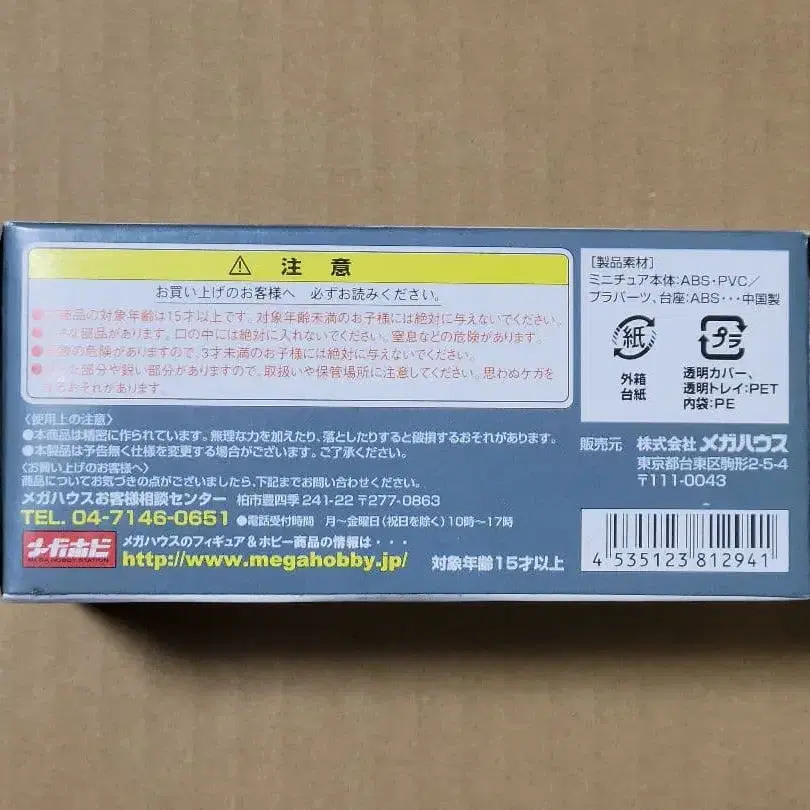 ⚠ 注意
お買い上げのお客様へ 必ずお読みください。
商品の対象年齢は15才以上です。対象年齢未満のお子様には絶対に与えないでください。
な部品があります。口の中には絶対に入れないでください。窒息などの危険があります。
の危険がありますので、3才未満のお子様には絶対に与えないでください。
た部分や鋭い部分がありますので、取扱いや保管場所に注意してください。思わぬケガを
るおそれがあります。
〈使用上の注意〉
●本商品は精密に作られています。無理な力を加えたり、落としたりすると破損するおそれがあります。
●本製品は予告無く仕様を変更する場合がございます。ご了承ください。
〈お買い上げのお客様へ〉
商品についてお気づきの点がございましたら、下記までお問い合わせください。
メガハウスお客様相談センター 柏市豊四季241-22 〒277-0863
TEL. 04-7146-0651 ●電話受付時間 月〜金曜日(祝日を除く)10時〜17時
メガホビ
MEGA HOBBY STATION
メガハウスのフィギュア&ホビー商品の情報は・・・
http://www.megahobby.jp/ 対象年齢15才以上
[製品素材]
ミニチュア本体:ABS・PVC/
プラパーツ、台座:ABS・・・中国製
紙
外箱
台紙
プラ
透明カバー、
透明トレイ:PET
内袋:PE
販売元 株式会社 メガハウス
東京都台東区駒形2-5-4
〒111-0043
4 535123 812941